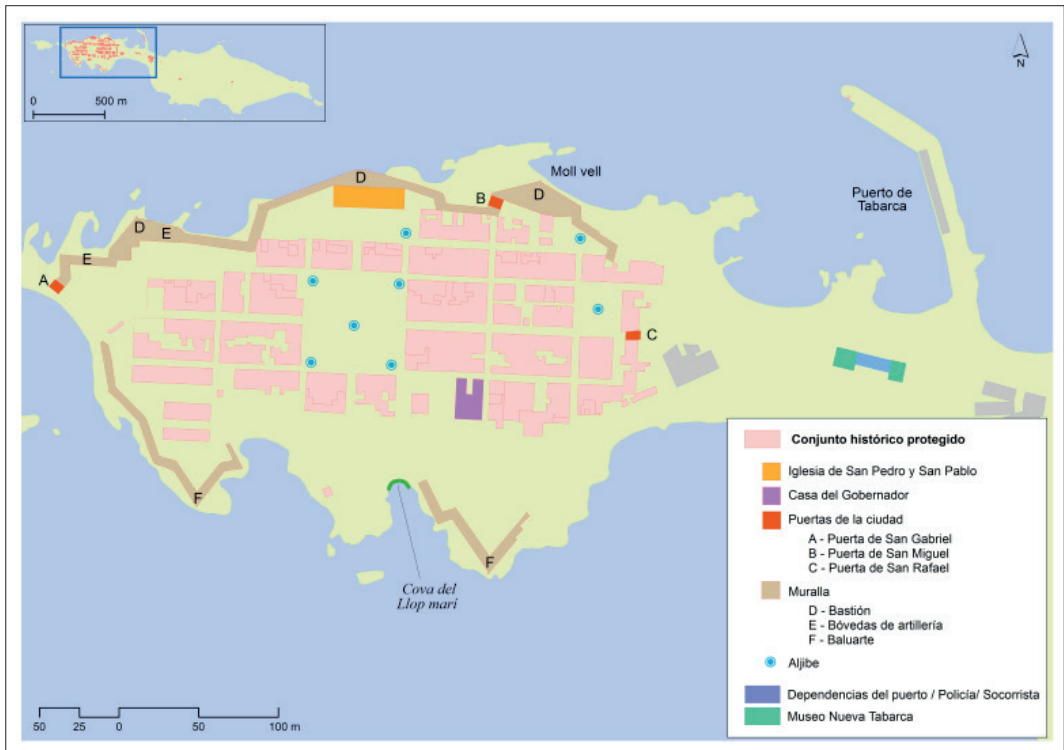 0 500 m
N
Moll vell
Puerto de
Tabarca
D
B
D
D
E
E
A
C
F
F
Cova del
Llop marí
Conjunto histórico protegido
Iglesia de San Pedro y San Pablo
Casa del Gobernador
Puertas de la ciudad
A - Puerta de San Gabriel
B - Puerta de San Miguel
C - Puerta de San Rafael
Muralla
D - Bastión
E - Bóvedas de artillería
F - Baluarte
Aljibe
Dependencias del puerto / Policía/ Socorrista
Museo Nueva Tabarca
50 25 0 50 100 m